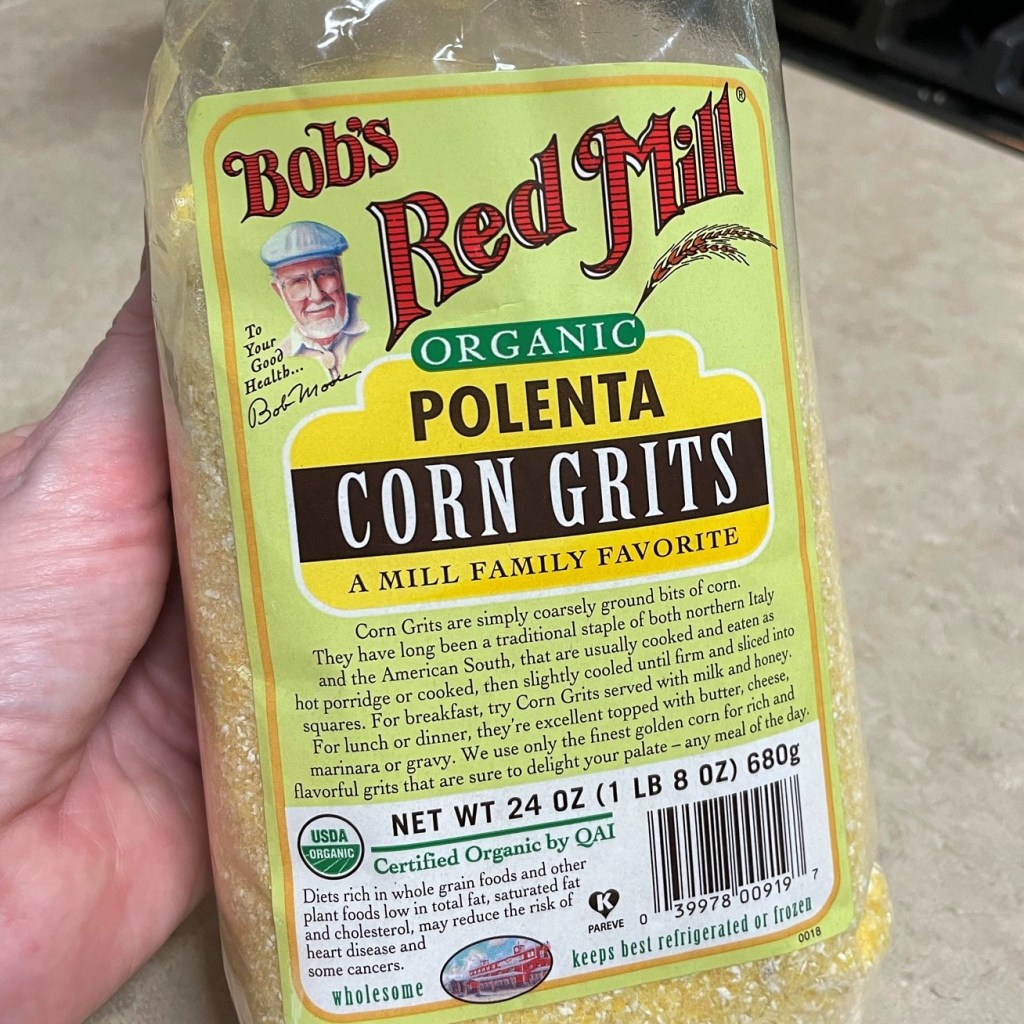 Bob's
Red Mill®
To
Your
Good
Health...
Bob Moore
ORGANIC
POLENTA
CORN GRITS
A MILL FAMILY FAVORITE
Corn Grits are simply coarsely ground bits of corn.
They have long been a traditional staple of both northern Italy
and the American South, that are usually cooked and eaten as
hot porridge or cooked, then slightly cooled until firm and sliced into
squares. For breakfast, try Corn Grits served with milk and honey.
For lunch or dinner, they're excellent topped with butter, cheese,
marinara or gravy. We use only the finest golden corn for rich and
flavorful grits that are sure to delight your palate – any meal of the day.
NET WT 24 OZ (1 LB 8 OZ) 680g
USDA
ORGANIC
Certified Organic by QAI
Diets rich in whole grain foods and other
plant foods low in total fat, saturated fat
and cholesterol, may reduce the risk of
heart disease and
some cancers.
K
PAREVE
0 39978 00919 7
wholesome
keeps best refrigerated or frozen
0018